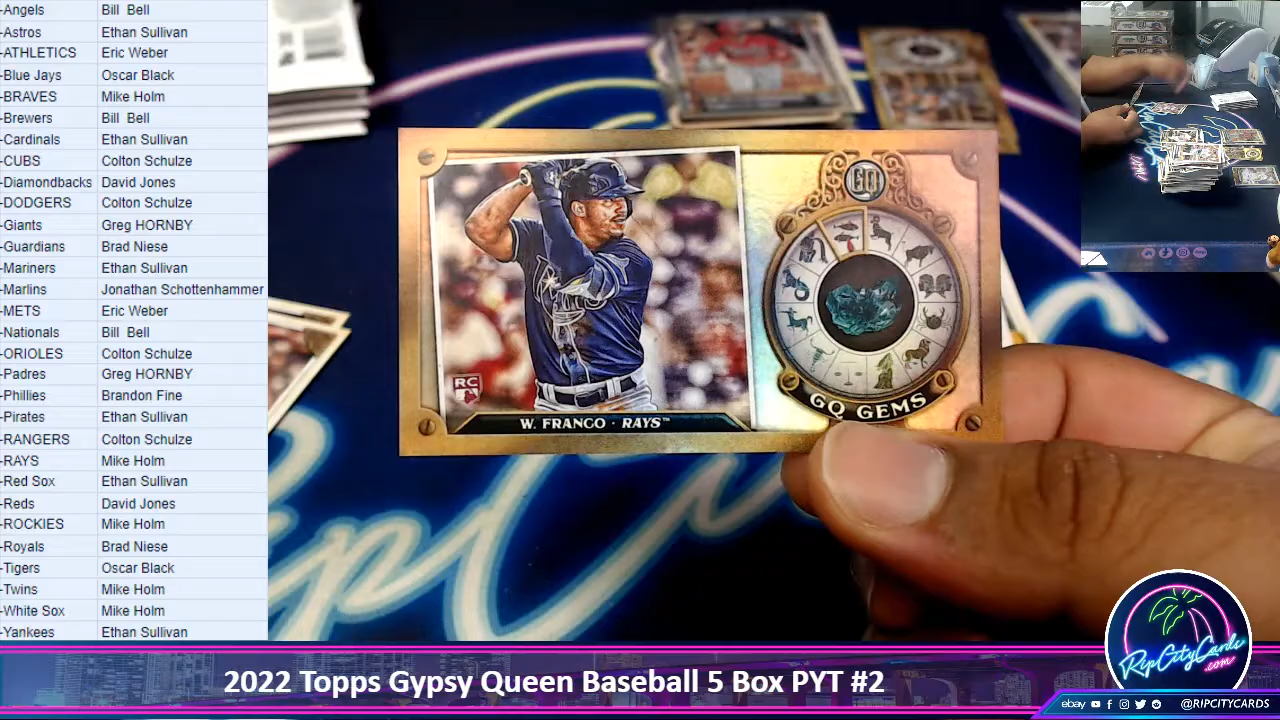 -Angels Bill Bell
-Astros Ethan Sullivan
-ATHLETICS Eric Weber
-Blue Jays Oscar Black
-BRAVES Mike Holm
-Brewers Bill Bell
-Cardinals Ethan Sullivan
-CUBS Colton Schulze
-Diamondbacks David Jones
-DODGERS Colton Schulze
-Giants Greg HORNBY
-Guardians Brad Niese
-Mariners Ethan Sullivan
-Marlins Jonathan Schottenhammer
-METS Eric Weber
-Nationals Bill Bell
-ORIOLES Colton Schulze
-Padres Greg HORNBY
-Phillies Brandon Fine
-Pirates Ethan Sullivan
-RANGERS Colton Schulze
-RAYS Mike Holm
-Red Sox Ethan Sullivan
-Reds David Jones
-ROCKIES Mike Holm
-Royals Brad Niese
-Tigers Oscar Black
-Twins Mike Holm
-White Sox Mike Holm
-Yankees Ethan Sullivan
GQ
RC
W. FRANCO · RAYS™
GQ GEMS
RipCityCards
.com
2022 Topps Gypsy Queen Baseball 5 Box PYT #2
ebay @RIPCITYCARDS